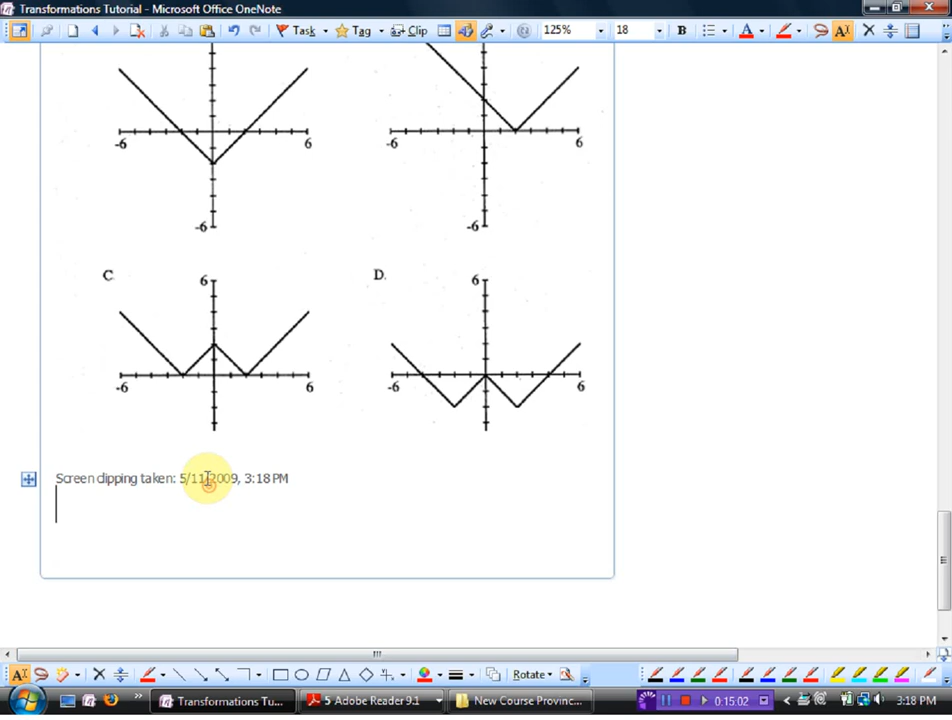 Transformations Tutorial - Microsoft Office OneNote
Task Tag Clip 125% 18 B A A
-6 6 -6 6
-6 -6
C. D.
6 6
-6 6 -6 6
Screen clipping taken: 5/11/2009, 3:18 PM
A Rotate
Transformations Tu... 5 Adobe Reader 9.1 New Course Provinc... 0:15:02 3:18 PM